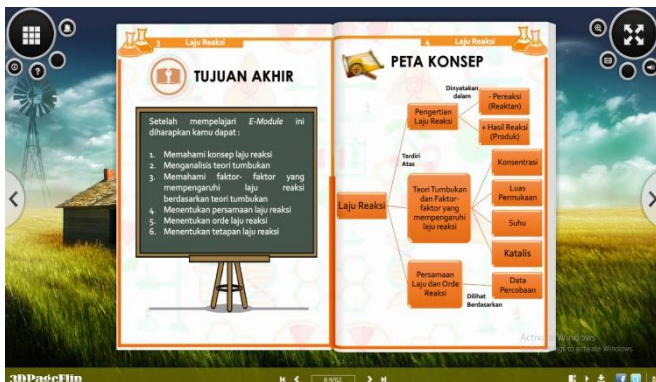 3 Laju Reaksi
TUJUAN AKHIR
Setelah mempelajari E-Module ini
diharapkan kamu dapat :
1. Memahami konsep laju reaksi
2. Menganalisis teori tumbukan
3. Memahami faktor- faktor yang
mempengaruhi laju reaksi
berdasarkan teori tumbukan
4. Menentukan persamaan laju reaksi
5. Menentukan orde laju reaksi
6. Menentukan tetapan laju reaksi
4 Laju Reaksi
PETA KONSEP
Laju Reaksi
Terdiri
Atas
Pengertian
Laju Reaksi
Dinyatakan
dalam
- Pereaksi
(Reaktan)
+ Hasil Reaksi
(Produk)
Teori Tumbukan
dan Faktor-
faktor yang
mempengaruhi
laju reaksi
Konsentrasi
Luas
Permukaan
Suhu
Katalis
Persamaan
Laju dan Orde
Reaksi
Dilihat
Berdasarkan
Data
Percobaan
Windows
to activate Windows.
3DPageFlip